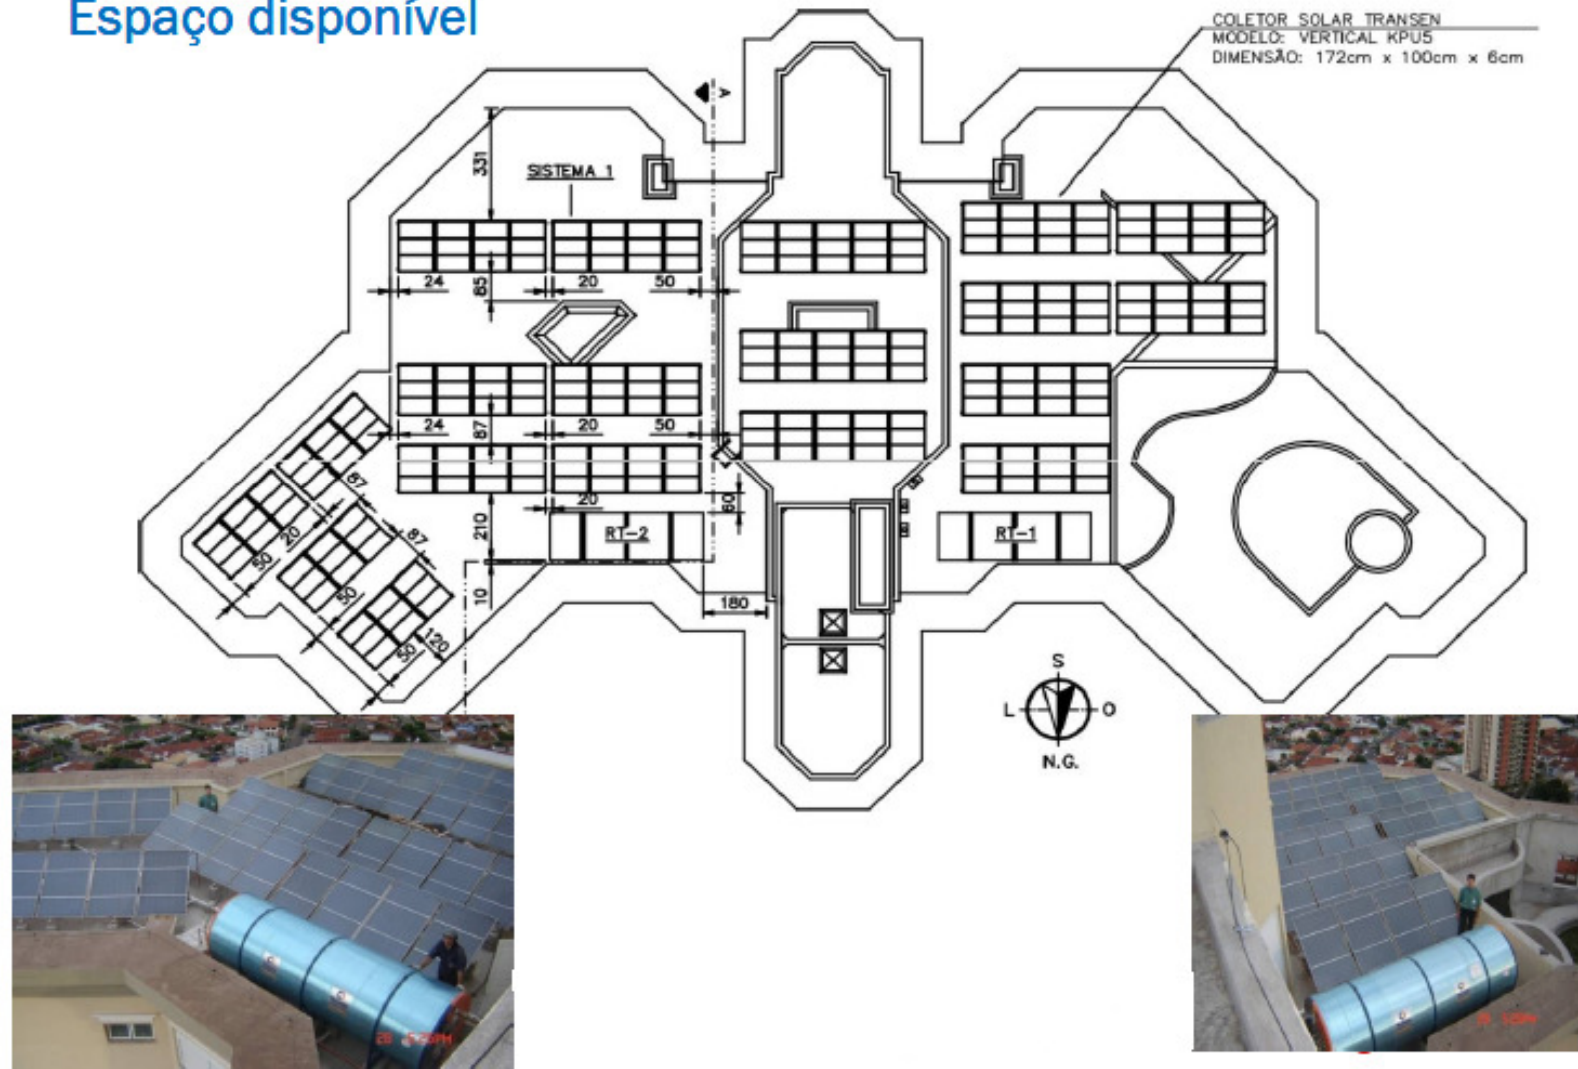 Espaço disponível
COLETOR SOLAR TRANSEN
MODELO: VERTICAL KPU5
DIMENSÃO: 172cm x 100cm x 6cm
A
331
SISTEMA 1
24
85
20
50
24
87
20
50
20
210
60
RT-2
RT-1
10
180
87
87
20
50
50
50
120
S
L
O
N.G.